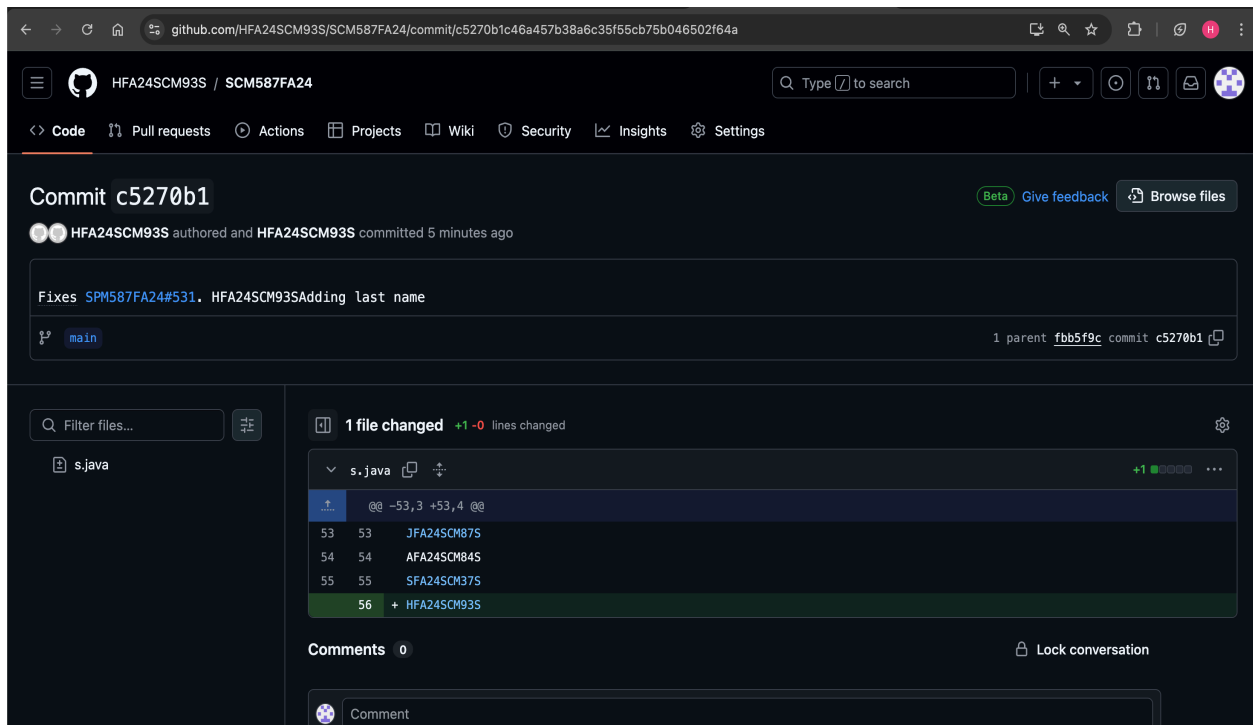 github.com/HFA24SCM93S/SCM587FA24/commit/c5270b1c46a457b38a6c35f55cb75b046502f64a
H
HFA24SCM93S / SCM587FA24
Type / to search
Code Pull requests Actions Projects Wiki Security Insights Settings
Commit c5270b1
Beta Give feedback Browse files
HFA24SCM93S authored and HFA24SCM93S committed 5 minutes ago
Fixes SPM587FA24#531. HFA24SCM93SAdding last name
main
1 parent fbb5f9c commit c5270b1
Filter files...
s.java
1 file changed +1 -0 lines changed
s.java
+1
@@ -53,3 +53,4 @@
53 53 JFA24SCM87S
54 54 AFA24SCM84S
55 55 SFA24SCM37S
56 + HFA24SCM93S
Comments 0
Lock conversation
Comment